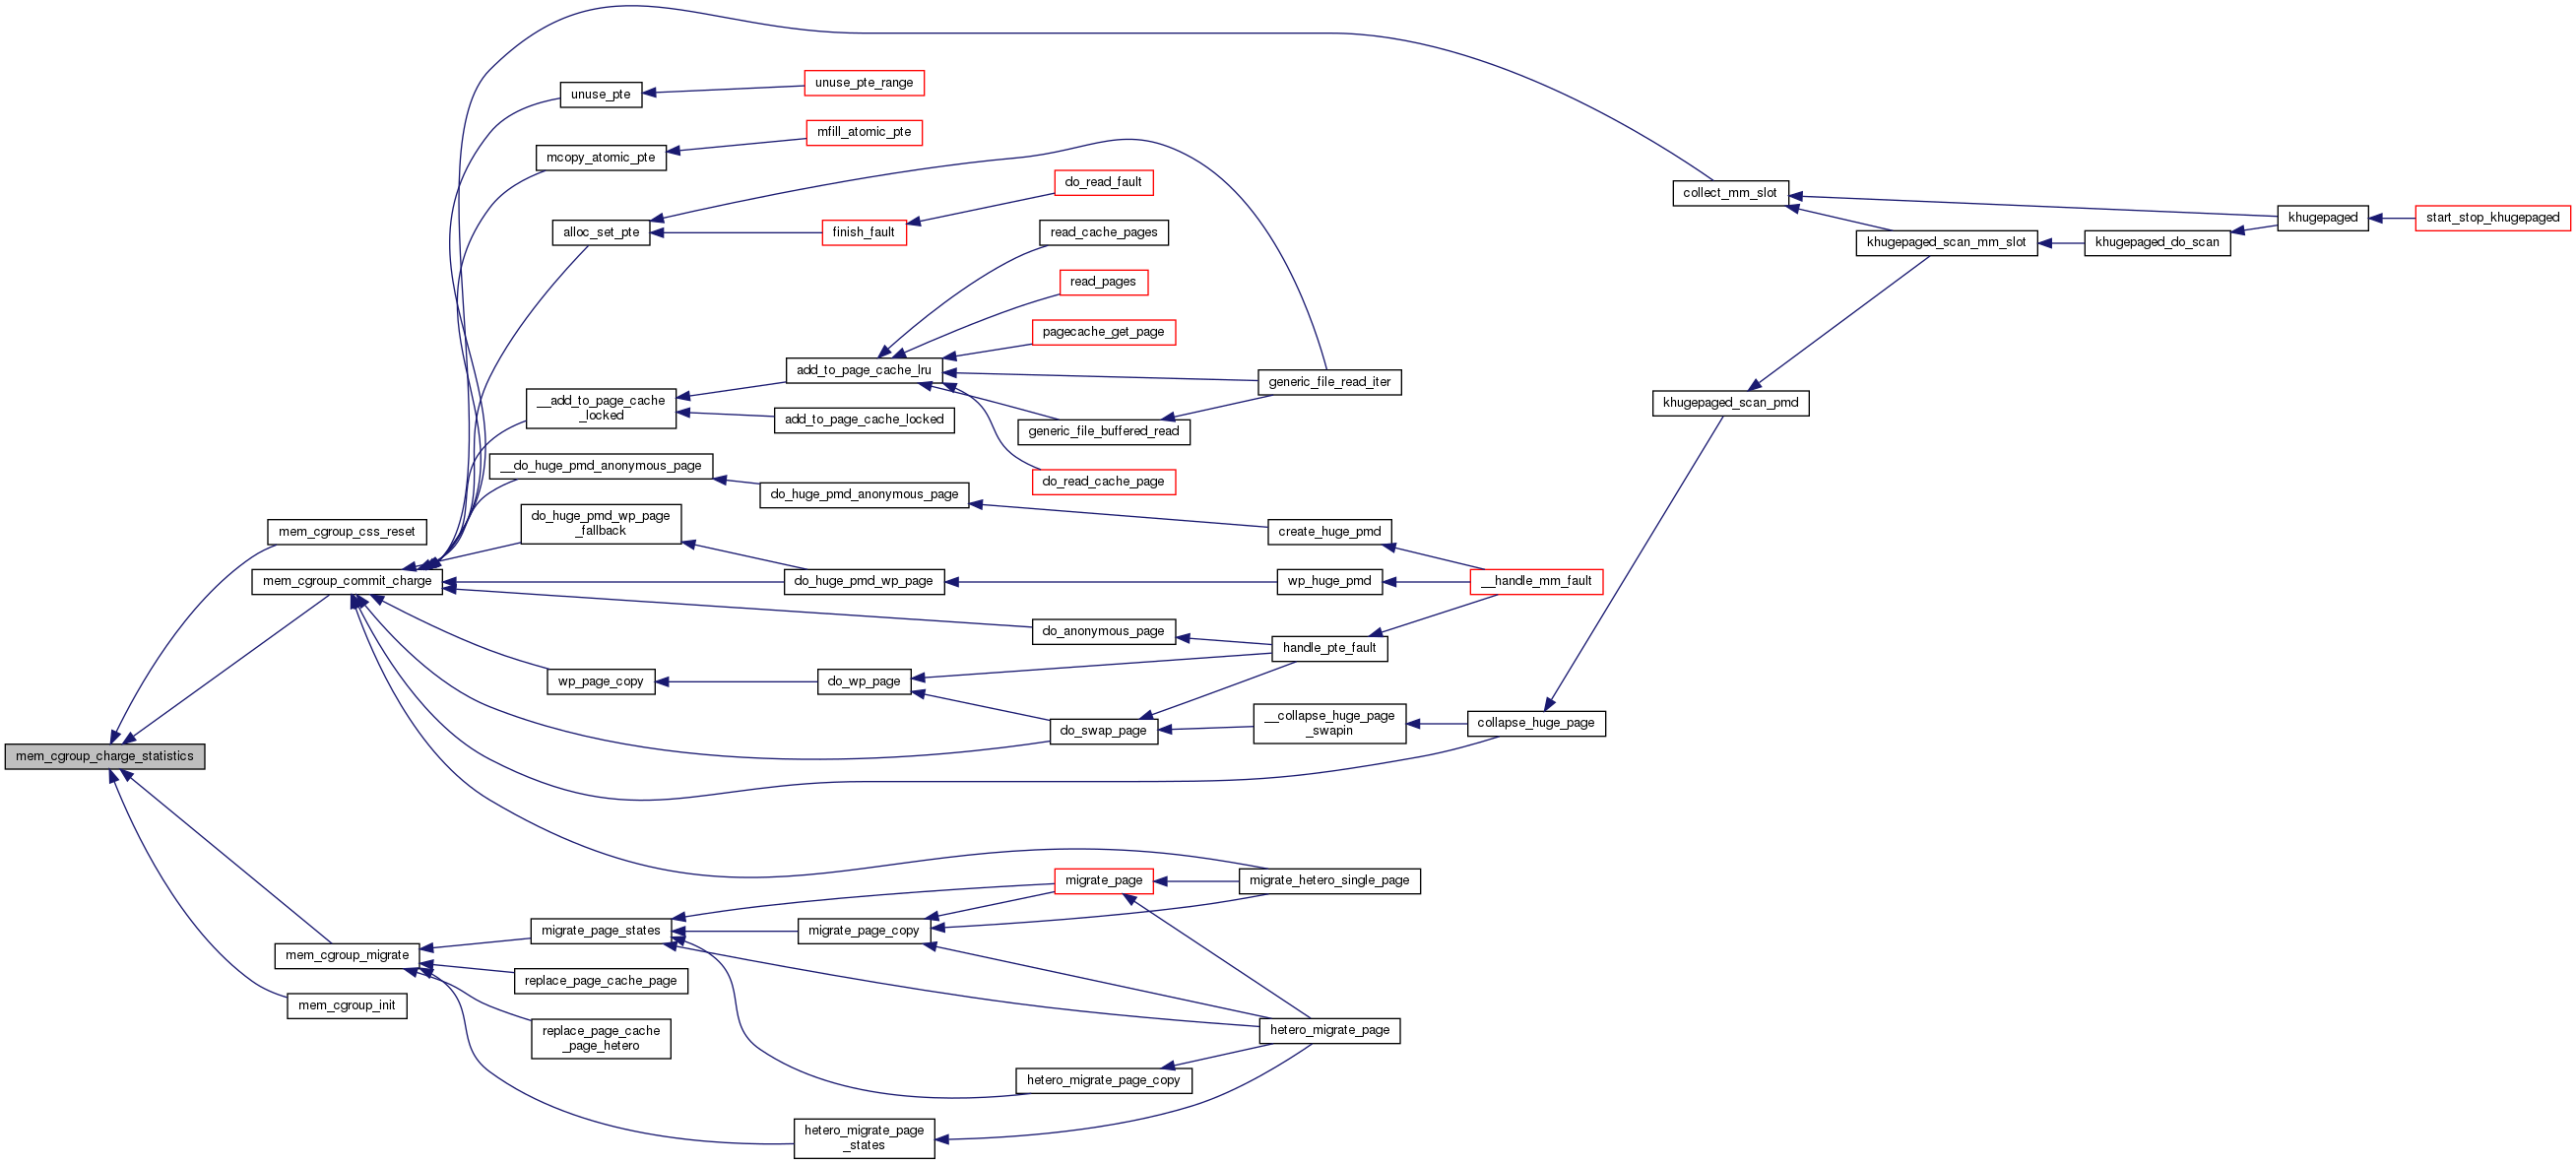 unuse_pte
unuse_pte_range
mcopy_atomic_pte
mfill_atomic_pte
alloc_set_pte
finish_fault
do_read_fault
read_cache_pages
read_pages
pagecache_get_page
add_to_page_cache_lru
generic_file_read_iter
__add_to_page_cache
_locked
add_to_page_cache_locked
generic_file_buffered_read
do_read_cache_page
collect_mm_slot
khugepaged_scan_mm_slot
khugepaged_do_scan
khugepaged
start_stop_khugepaged
khugepaged_scan_pmd
__do_huge_pmd_anonymous_page
do_huge_pmd_anonymous_page
create_huge_pmd
mem_cgroup_css_reset
do_huge_pmd_wp_page
_fallback
mem_cgroup_commit_charge
do_huge_pmd_wp_page
wp_huge_pmd
__handle_mm_fault
do_anonymous_page
handle_pte_fault
wp_page_copy
do_wp_page
do_swap_page
__collapse_huge_page
_swapin
collapse_huge_page
mem_cgroup_charge_statistics
migrate_page
migrate_hetero_single_page
migrate_page_states
migrate_page_copy
mem_cgroup_migrate
replace_page_cache_page
mem_cgroup_init
replace_page_cache
_page_hetero
hetero_migrate_page
hetero_migrate_page_copy
hetero_migrate_page
_states